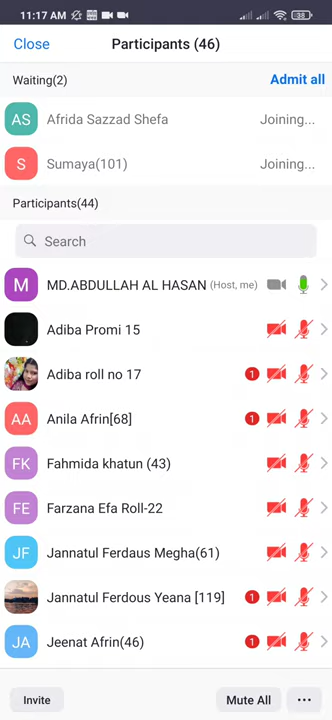 11:17 AM
38
Close
Participants (46)
Waiting(2)
Admit all
AS
Afrida Sazzad Shefa
Joining...
S
Sumaya(101)
Joining...
Participants(44)
Search
M
MD.ABDULLAH AL HASAN (Host, me)
Adiba Promi 15
Adiba roll no 17
1
AA
Anila Afrin[68]
1
FK
Fahmida khatun (43)
FE
Farzana Efa Roll-22
JF
Jannatul Ferdaus Megha(61)
Jannatul Ferdous Yeana [119]
1
JA
Jeenat Afrin(46)
1
Invite
Mute All